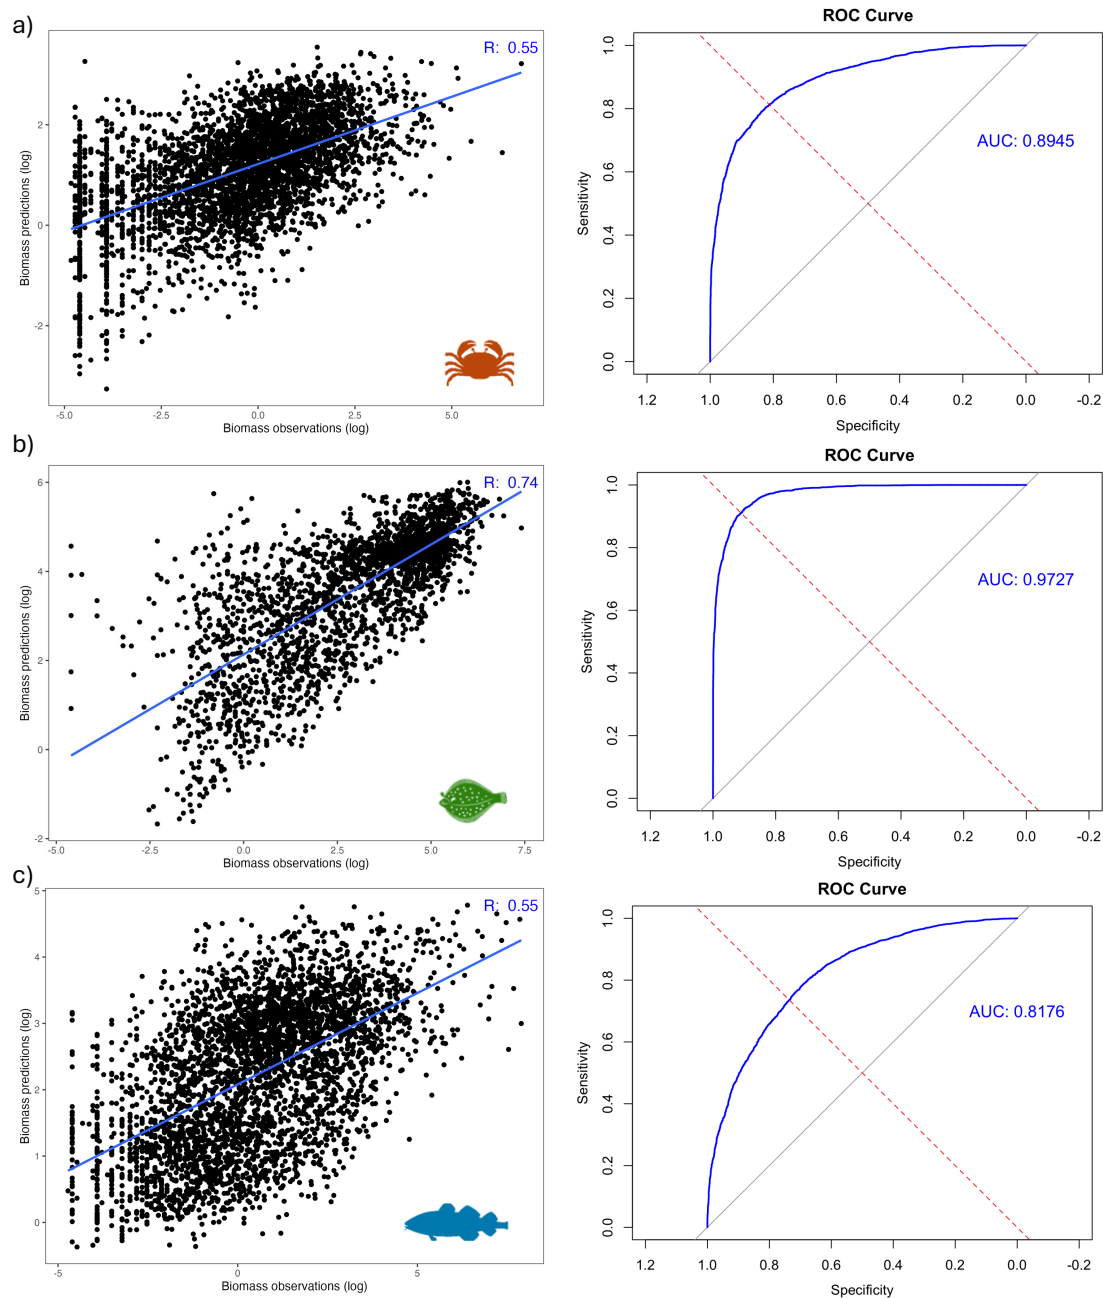 a)
R: 0.55
Biomass predictions (log)
2
0
-2
-5.0 -2.5 0.0 2.5 5.0
Biomass observations (log)
ROC Curve
AUC: 0.8945
Sensitivity
1.0
0.8
0.6
0.4
0.2
0.0
1.2 1.0 0.8 0.6 0.4 0.2 0.0 -0.2
Specificity
b)
R: 0.74
Biomass predictions (log)
6
4
2
0
-2
-5.0 -2.5 0.0 2.5 5.0 7.5
Biomass observations (log)
ROC Curve
AUC: 0.9727
Sensitivity
1.0
0.8
0.6
0.4
0.2
0.0
1.2 1.0 0.8 0.6 0.4 0.2 0.0 -0.2
Specificity
c)
R: 0.55
Biomass predictions (log)
5
4
3
2
1
0
-5 0 5
Biomass observations (log)
ROC Curve
AUC: 0.8176
Sensitivity
1.0
0.8
0.6
0.4
0.2
0.0
1.2 1.0 0.8 0.6 0.4 0.2 0.0 -0.2
Specificity